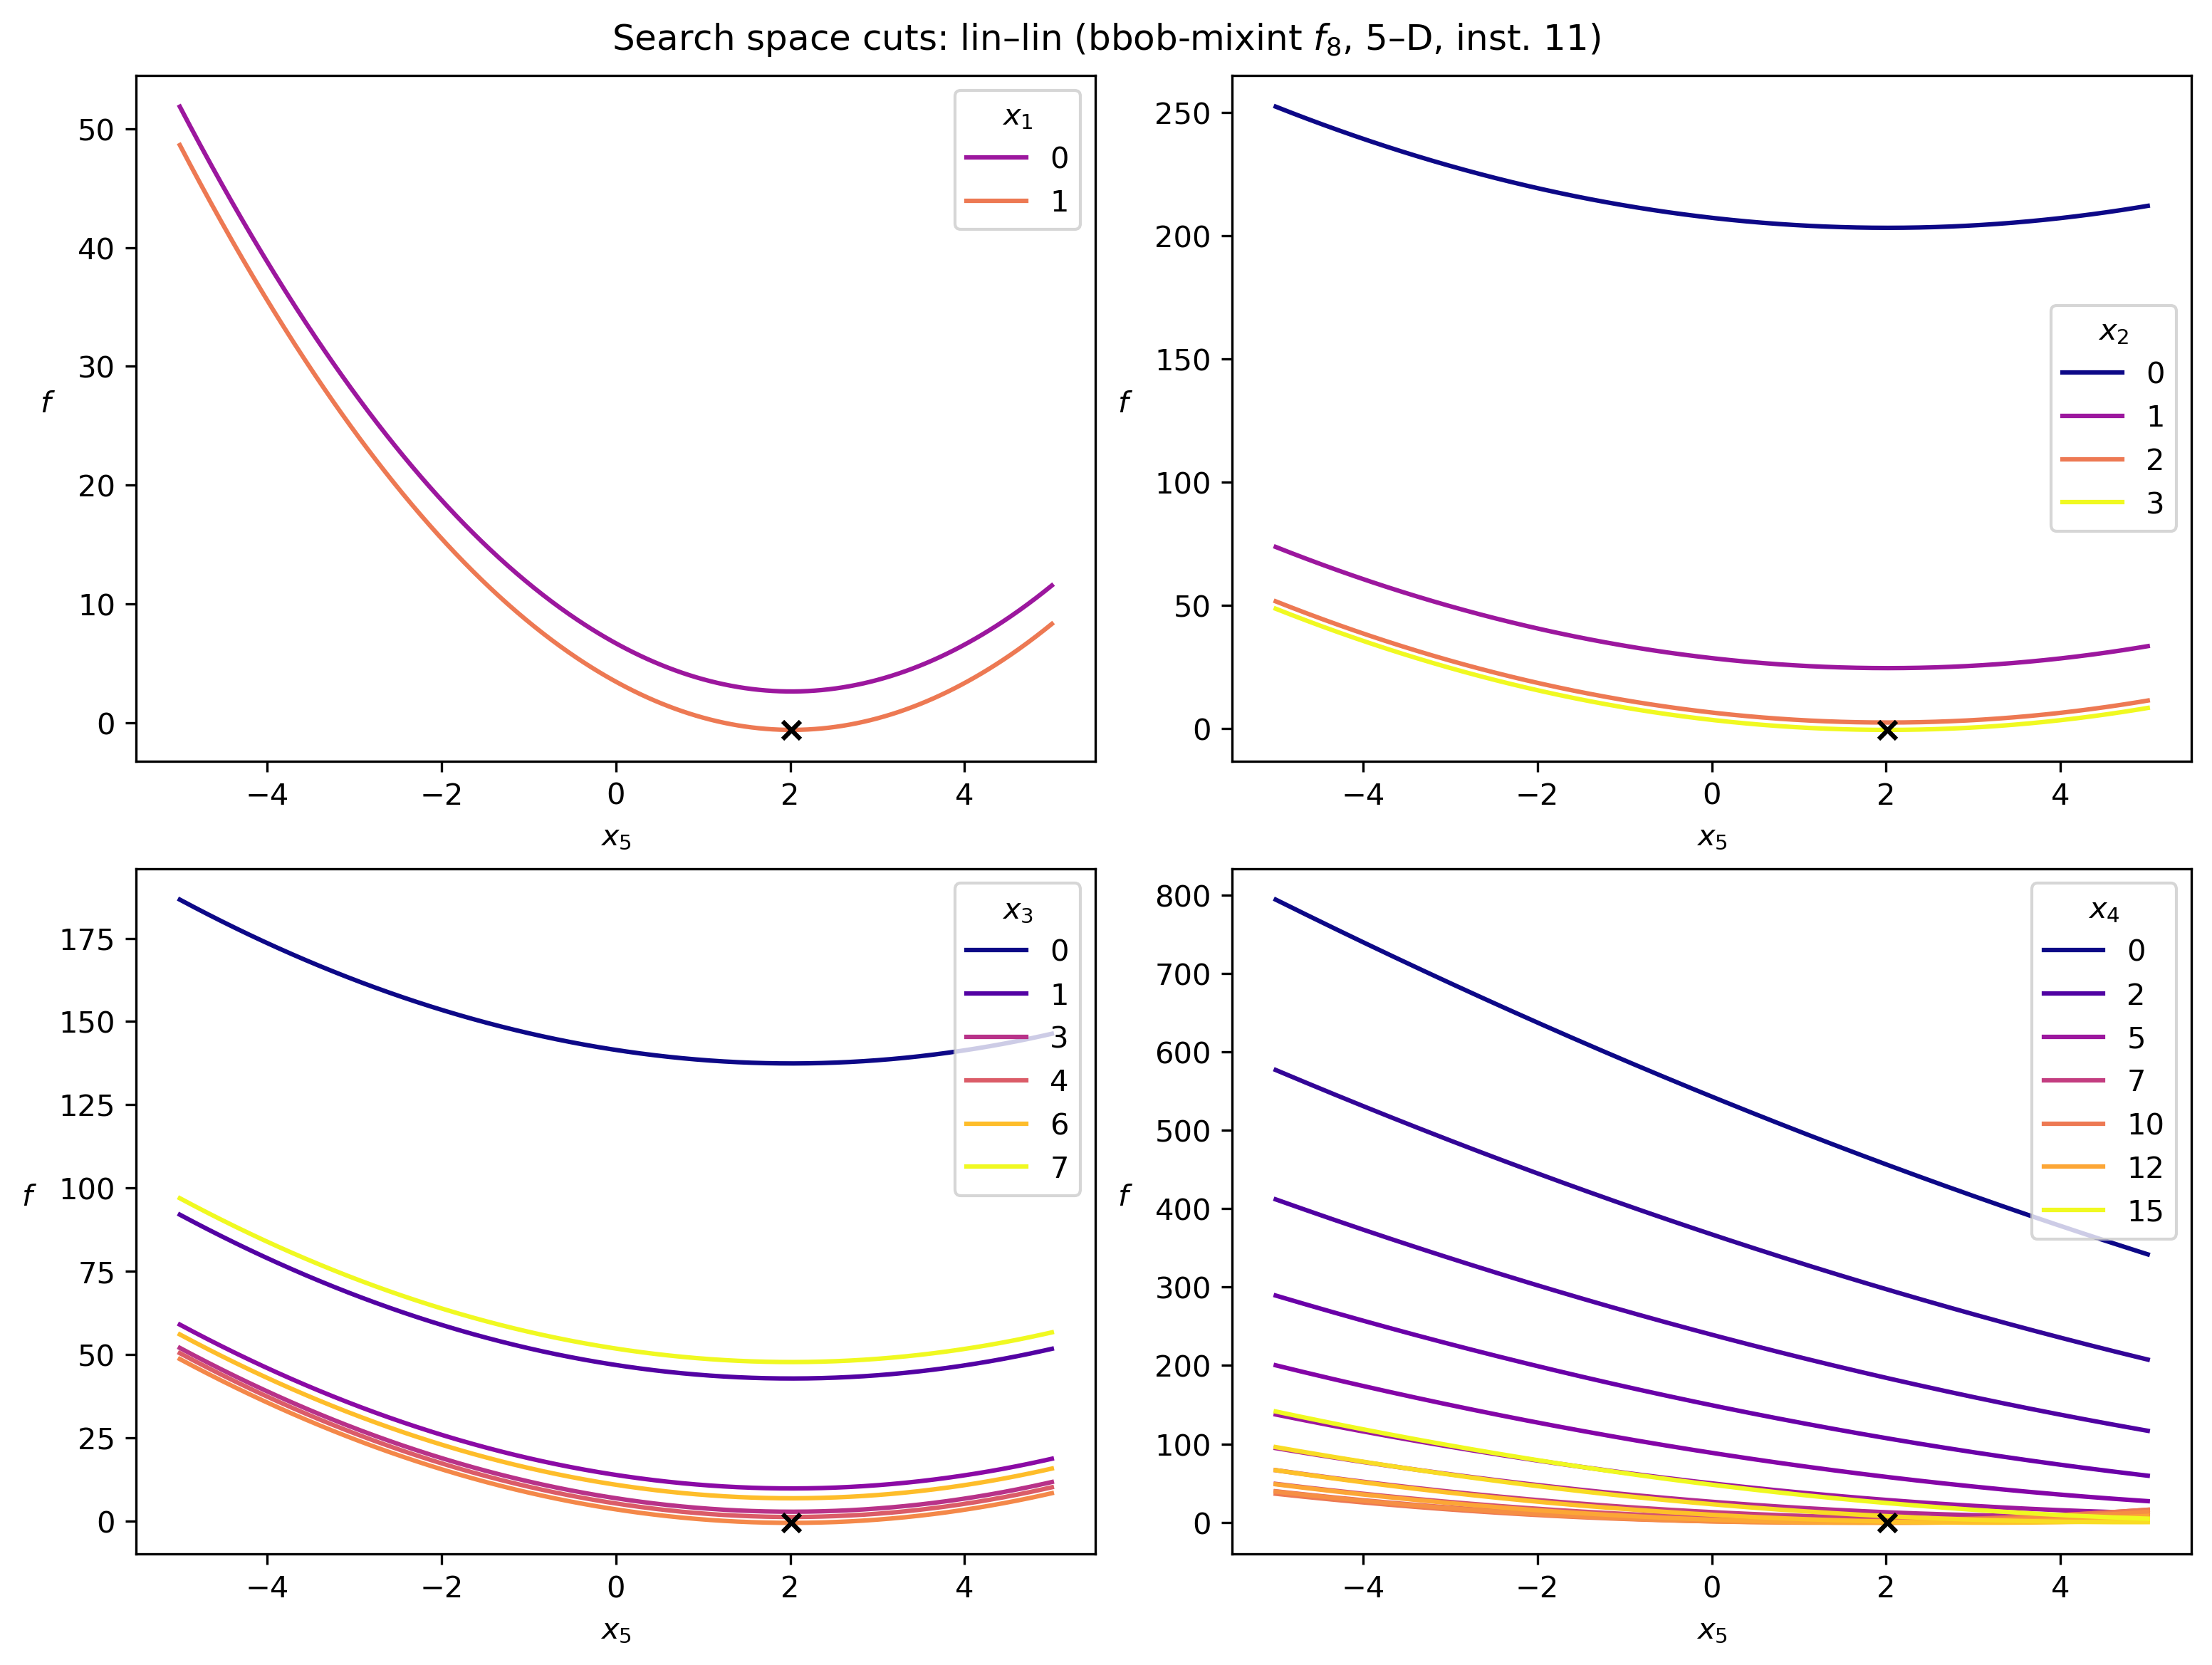 Search space cuts: lin–lin (bbob-mixint f₈, 5–D, inst. 11)
50
40
30
20
10
0
f
−4 −2 0 2 4
x₅
x₁
0
1
250
200
150
100
50
0
f
−4 −2 0 2 4
x₅
x₂
0
1
2
3
175
150
125
100
75
50
25
0
f
−4 −2 0 2 4
x₅
x₃
0
1
3
4
6
7
800
700
600
500
400
300
200
100
0
f
−4 −2 0 2 4
x₅
x₄
0
2
5
7
10
12
15